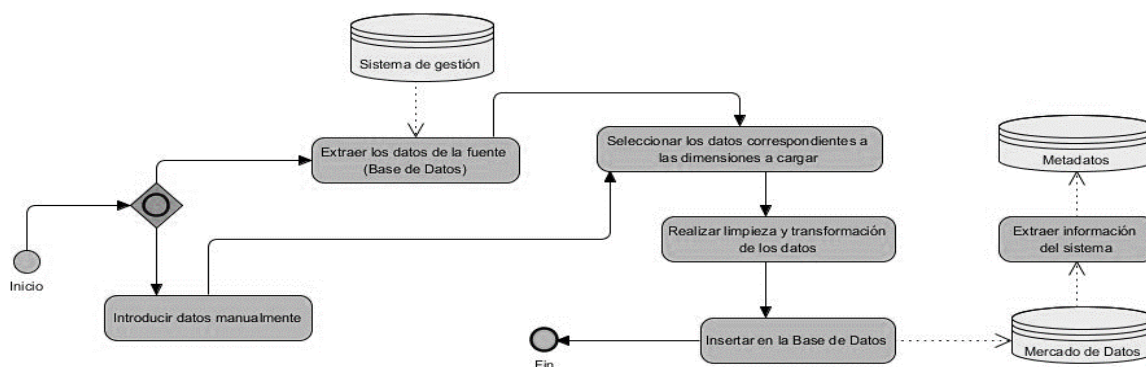 Sistema de gestión
Extraer los datos de la fuente
(Base de Datos)
Seleccionar los datos correspondientes a
las dimensiones a cargar
Metadatos
Realizar limpieza y transformación
de los datos
Extraer información
del sistema
Inicio
Introducir datos manualmente
Insertar en la Base de Datos
Mercado de Datos
Fin